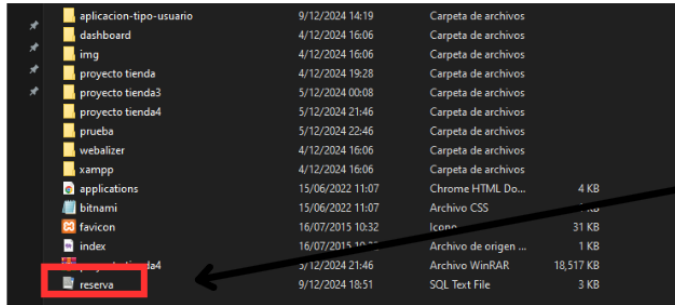 aplicacion-tipo-usuario 9/12/2024 14:19 Carpeta de archivos
dashboard 4/12/2024 16:06 Carpeta de archivos
img 4/12/2024 16:06 Carpeta de archivos
proyecto tienda 4/12/2024 19:28 Carpeta de archivos
proyecto tienda3 5/12/2024 00:08 Carpeta de archivos
proyecto tienda4 5/12/2024 21:46 Carpeta de archivos
prueba 5/12/2024 22:46 Carpeta de archivos
webalizer 4/12/2024 16:06 Carpeta de archivos
xampp 4/12/2024 16:06 Carpeta de archivos
applications 15/06/2022 11:07 Chrome HTML Do... 4 KB
bitnami 15/06/2022 11:07 Archivo CSS KB
favicon 16/07/2015 10:32 Icono 31 KB
index 16/07/2015 Archivo de origen ... 1 KB
5/12/2024 21:46 Archivo WinRAR 18,517 KB
reserva 9/12/2024 18:51 SQL Text File 3 KB